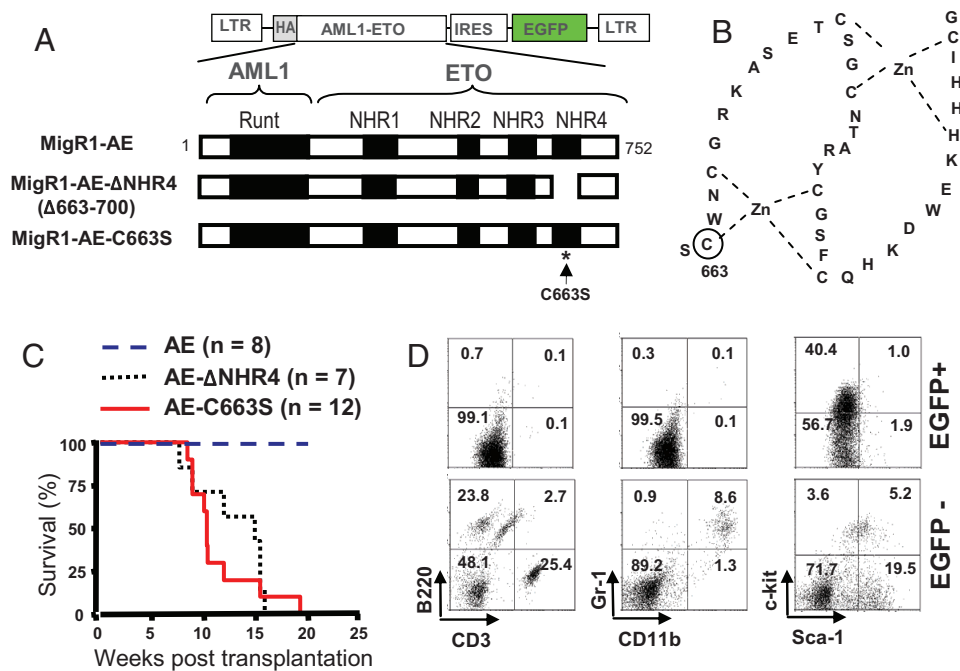 A
LTR HA AML1-ETO IRES EGFP LTR
AML1 ETO
Runt NHR1 NHR2 NHR3 NHR4
MigR1-AE 1 752
MigR1-AE-ΔNHR4
(Δ663-700)
MigR1-AE-C663S
*
C663S
B
S C W N C G R K A S E T C S G C N T A R Y C G S F C Q H K D W E K H H H I C G
Zn
Zn
663
C
AE (n = 8)
AE-ΔNHR4 (n = 7)
AE-C663S (n = 12)
Survival (%)
100
75
50
25
0
0 5 10 15 20 25
Weeks post transplantation
D
0.7 0.1
99.1 0.1
0.3 0.1
99.5 0.1
40.4 1.0
56.7 1.9
EGFP+
23.8 2.7
48.1 25.4
0.9 8.6
89.2 1.3
3.6 5.2
71.7 19.5
EGFP -
B220
CD3
Gr-1
CD11b
c-kit
Sca-1